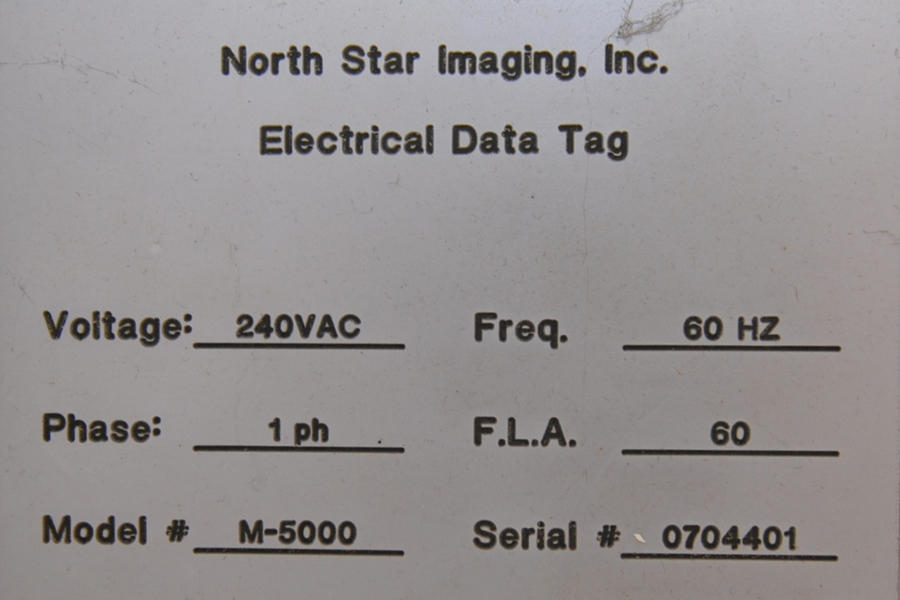 North Star Imaging, Inc.
Electrical Data Tag
Voltage: 240VAC Freq. 60 HZ
Phase: 1 ph F.L.A. 60
Model # M-5000 Serial # 0704401